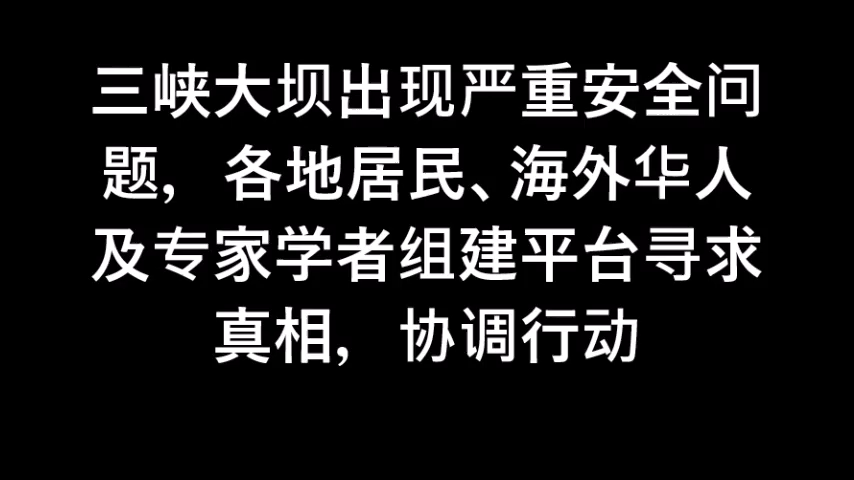 三峡大坝出现严重安全问
题， 各地居民、海外华人
及专家学者组建平台寻求
真相， 协调行动